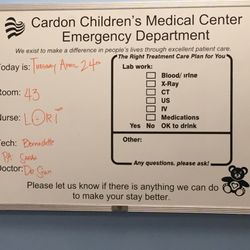 Cardon Children's Medical Center
Emergency Department
We exist to make a difference in people's lives through excellent patient care.
The Right Treatment Care Plan for You
Today is: Tuesday April 24th
Lab work:
Blood/urine
X-Ray
Room: 43
CT
US
Nurse: LORI
IV
Medications
Yes No OK to drink
Tech: Bernadette
Other:
PA
Doctor:
Any questions, please ask!
Please let us know if there is anything we can do
to make your stay better.